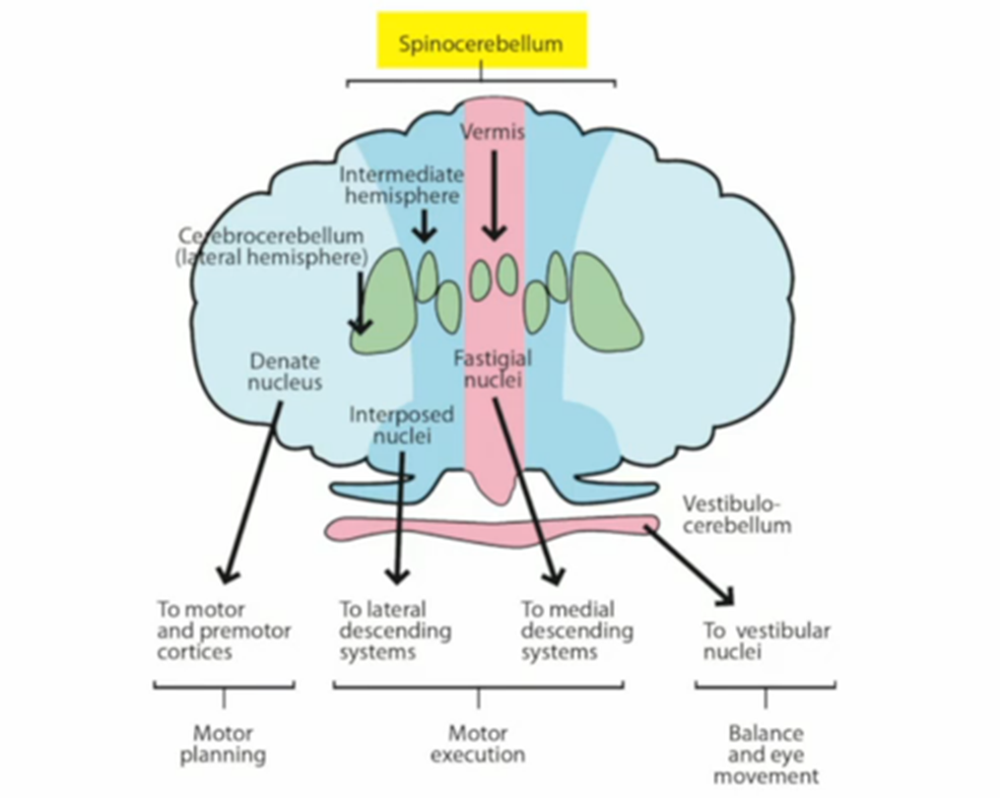 Spinocerebellum
Vermis
Intermediate
hemisphere
Cerebrocerebellum
(lateral hemisphere)
Denate
nucleus
Fastigial
nuclei
Interposed
nuclei
Vestibulo-
cerebellum
To motor
and premotor
cortices
To lateral
descending
systems
To medial
descending
systems
To vestibular
nuclei
Motor
planning
Motor
execution
Balance
and eye
movement